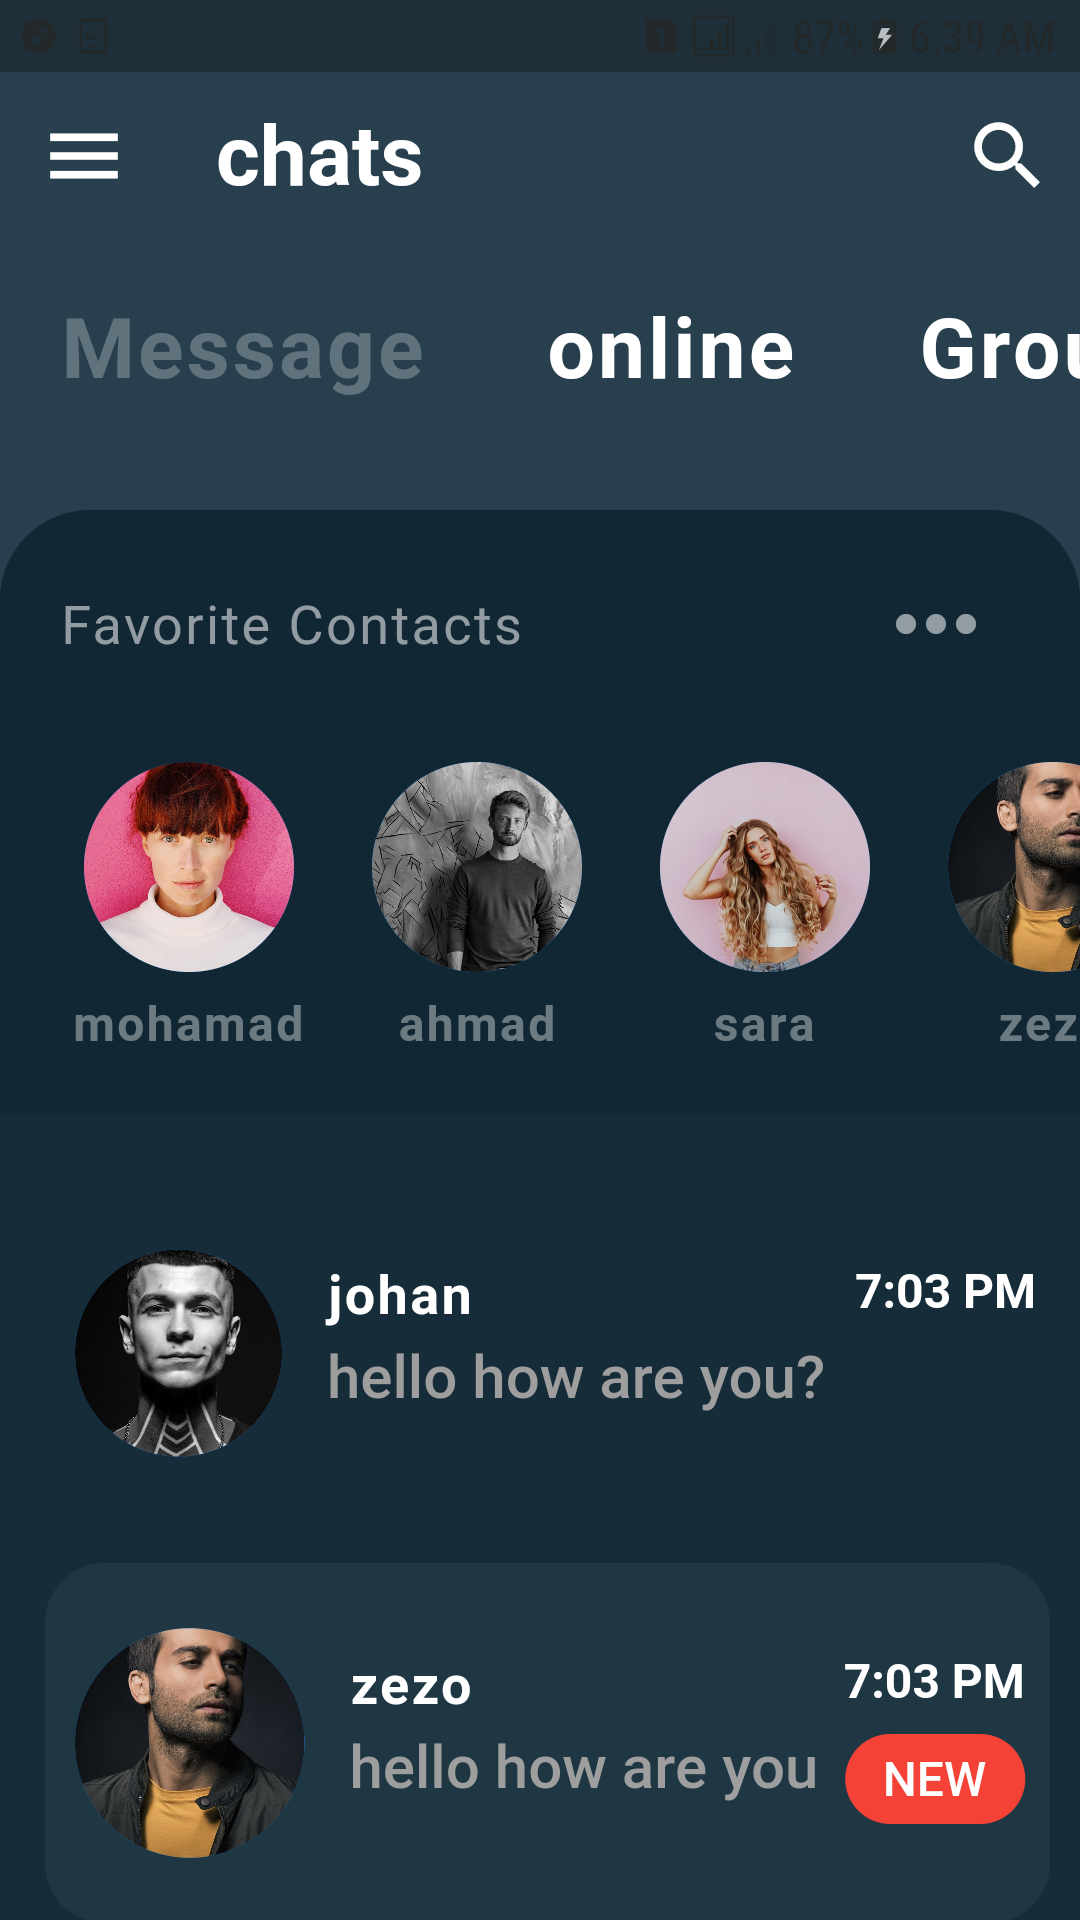 87% 6:39 AM
chats
Message online Grou
Favorite Contacts
mohamad ahmad sara zez
johan 7:03 PM
hello how are you?
zezo 7:03 PM
hello how are you NEW